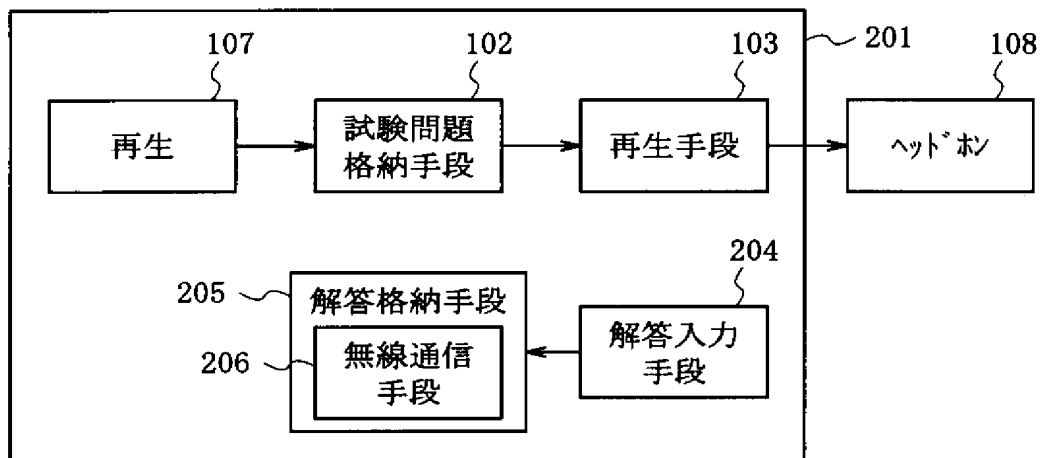 107
102
103
201
108
再生
試験問題
格納手段
再生手段
ヘッドホン
205
解答格納手段
206
無線通信
手段
204
解答入力
手段